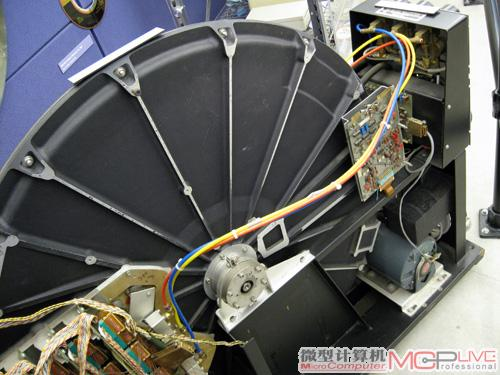 微型计算机 MCPLIVE
MicroComputer Professional